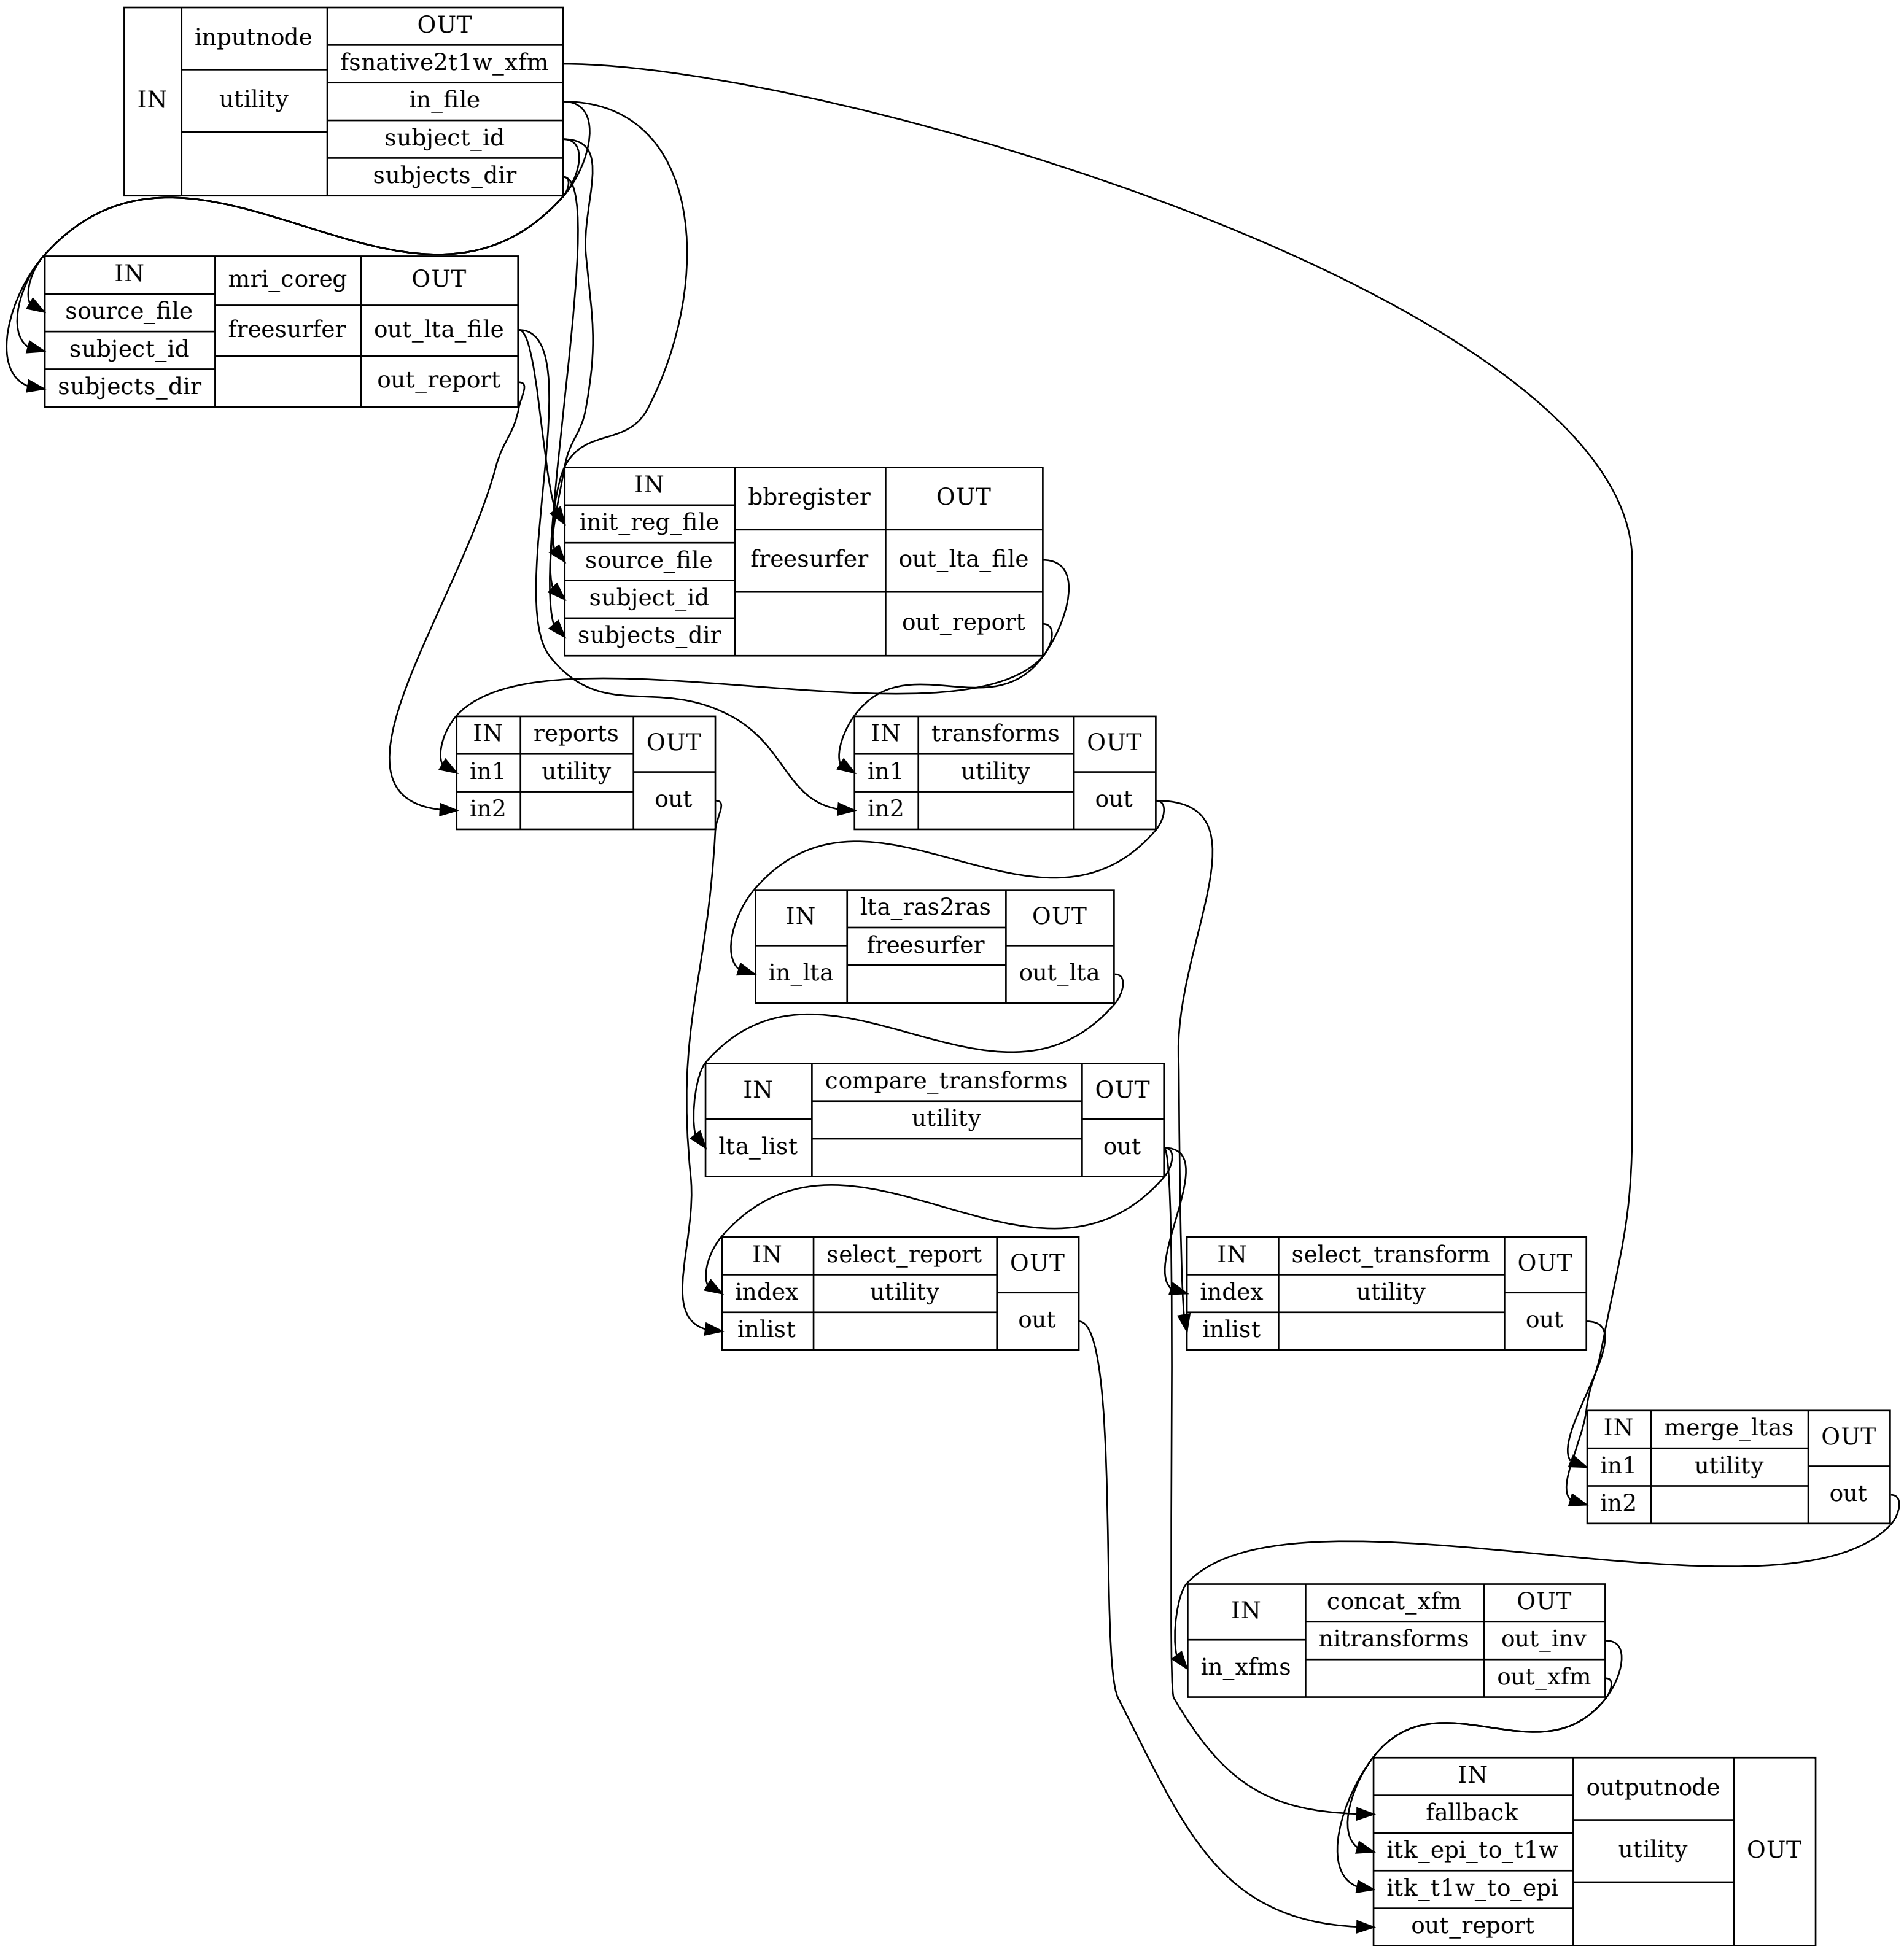 IN
inputnode
utility
OUT
fsnative2t1w_xfm
in_file
subject_id
subjects_dir
IN
source_file
subject_id
subjects_dir
mri_coreg
freesurfer
OUT
out_lta_file
out_report
IN
init_reg_file
source_file
subject_id
subjects_dir
bbregister
freesurfer
OUT
out_lta_file
out_report
IN
in1
in2
reports
utility
OUT
out
IN
in1
in2
transforms
utility
OUT
out
IN
in_lta
lta_ras2ras
freesurfer
OUT
out_lta
IN
lta_list
compare_transforms
utility
OUT
out
IN
index
inlist
select_report
utility
OUT
out
IN
index
inlist
select_transform
utility
OUT
out
IN
in1
in2
merge_ltas
utility
OUT
out
IN
in_xfms
concat_xfm
nitransforms
OUT
out_inv
out_xfm
IN
fallback
itk_epi_to_t1w
itk_t1w_to_epi
out_report
outputnode
utility
OUT